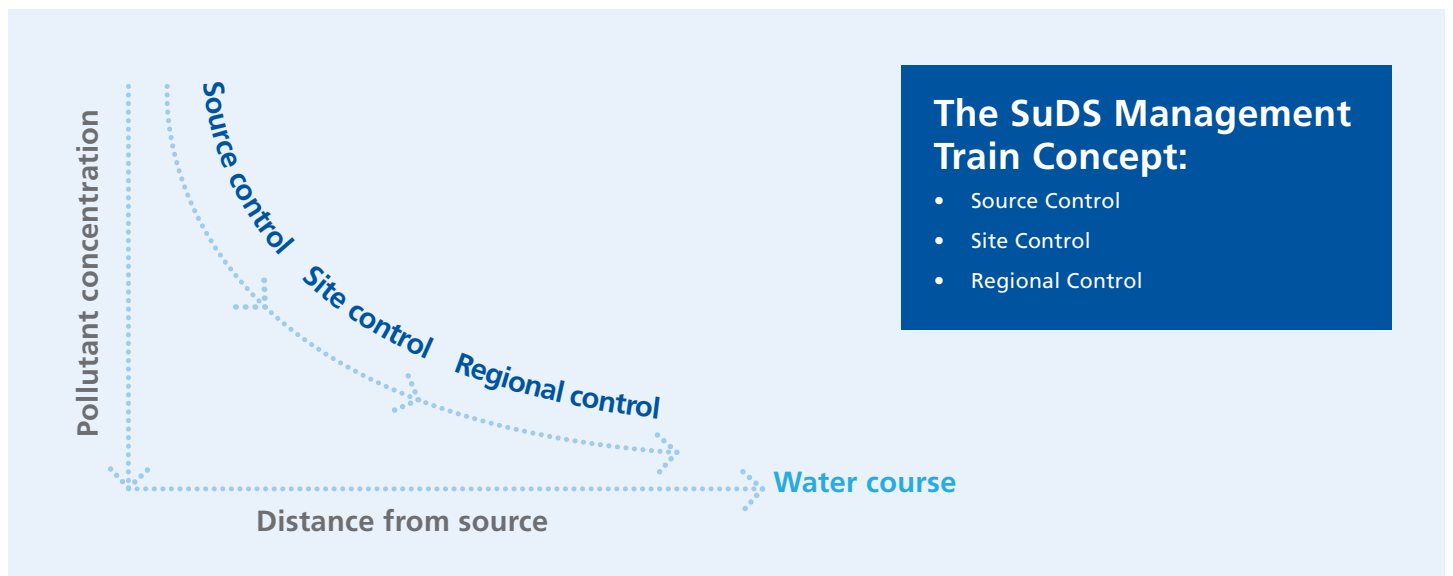 Pollutant concentration
Source control
Site control
Regional control
Water course
Distance from source
The SuDS Management
Train Concept:
• Source Control
• Site Control
• Regional Control